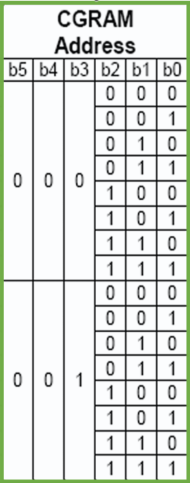 CGRAM
Address
b5 b4 b3 b2 b1 b0
0 0 0
0 0 1
0 1 0
0 0 0 0 1 1
1 0 0
1 0 1
1 1 0
1 1 1
0 0 0
0 0 1
0 1 0
0 0 1 0 1 1
1 0 0
1 0 1
1 1 0
1 1 1